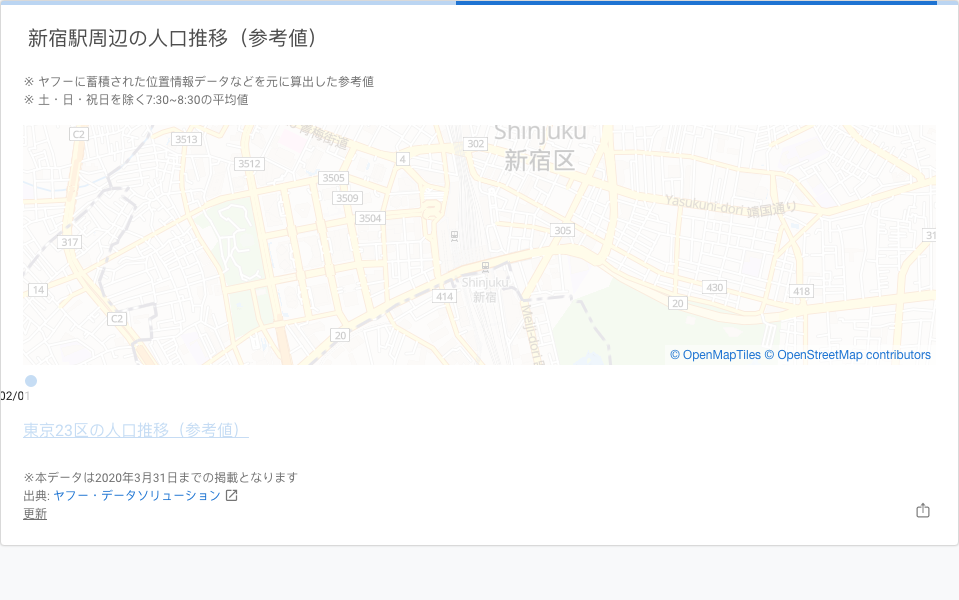 新宿駅周辺の人口推移（参考値）
※ ヤフーに蓄積された位置情報データなどを元に算出した参考値
※ 土・日・祝日を除く7:30~8:30の平均値
Shinjuku
新宿区
C2
3513
青梅街道
302
4
3512
3505
3509
3504
Yasukuni-dori 靖国通り
305
317
31
Shinjuku
新宿
14
414
430
418
20
C2
20
Meiji-dori
© OpenMapTiles © OpenStreetMap contributors
02/01
東京23区の人口推移（参考値）
※本データは2020年3月31日までの掲載となります
出典: ヤフー・データソリューション
更新